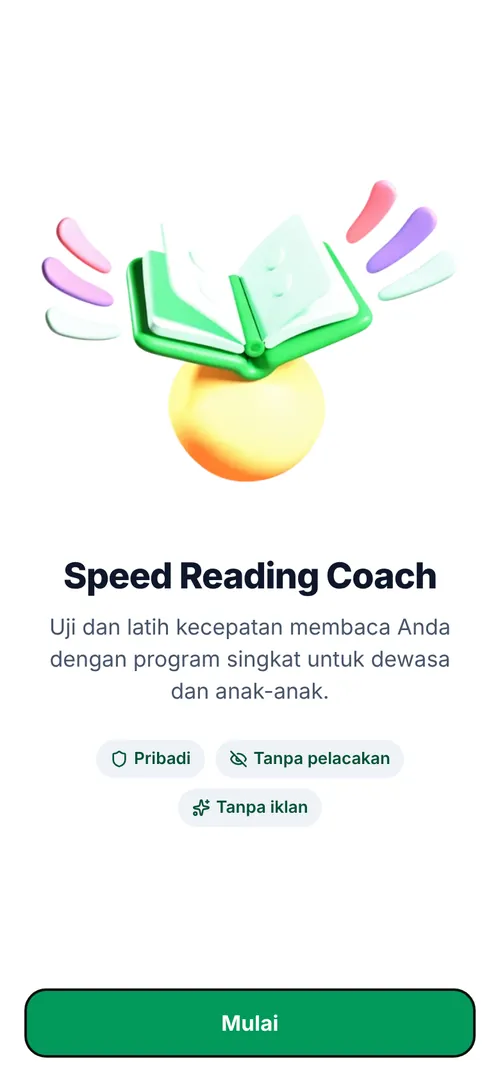 Speed Reading Coach
Uji dan latih kecepatan membaca Anda
dengan program singkat untuk dewasa
dan anak-anak.
Pribadi
Tanpa pelacakan
Tanpa iklan
Mulai